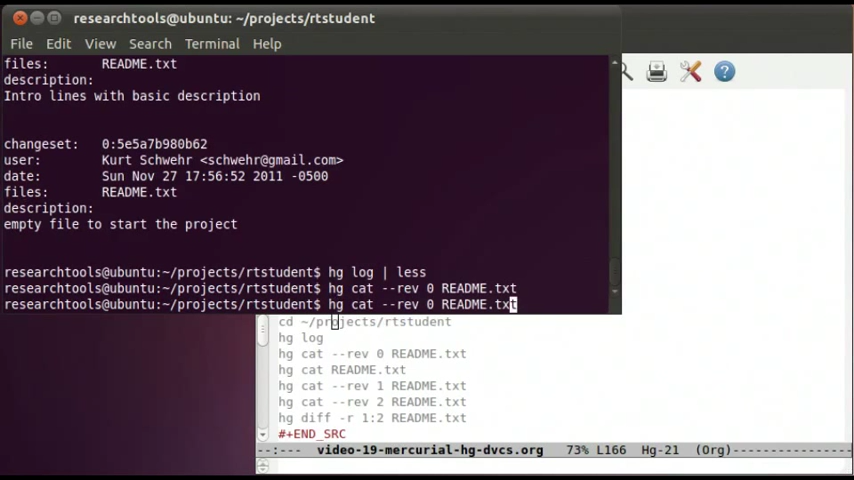 researchtools@ubuntu: ~/projects/rtstudent
File Edit View Search Terminal Help
files:       README.txt
description:
Intro lines with basic description
changeset:   0:5e5a7b980b62
user:        Kurt Schwehr <schwehr@gmail.com>
date:        Sun Nov 27 17:56:52 2011 -0500
files:       README.txt
description:
empty file to start the project
researchtools@ubuntu:~/projects/rtstudent$ hg log | less
researchtools@ubuntu:~/projects/rtstudent$ hg cat --rev 0 README.txt
researchtools@ubuntu:~/projects/rtstudent$ hg cat --rev 0 README.txt
cd ~/projects/rtstudent
hg log
hg cat --rev 0 README.txt
hg cat README.txt
hg cat --rev 1 README.txt
hg cat --rev 2 README.txt
hg diff -r 1:2 README.txt
#+END_SRC
--:---  video-19-mercurial-hg-dvcs.org   73% L166  Hg-21  (Org)